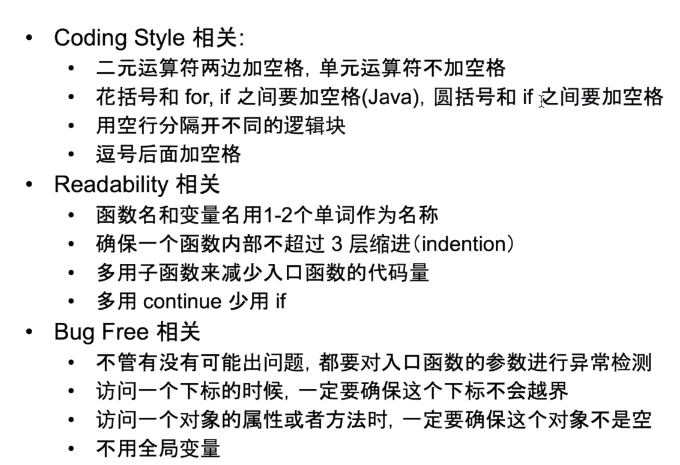 • Coding Style 相关:
• 二元运算符两边加空格, 单元运算符不加空格
• 花括号和 for, if 之间要加空格(Java), 圆括号和 if 之间要加空格
• 用空行分隔开不同的逻辑块
• 逗号后面加空格
• Readability 相关
• 函数名和变量名用1-2个单词作为名称
• 确保一个函数内部不超过 3 层缩进（indention）
• 多用子函数来减少入口函数的代码量
• 多用 continue 少用 if
• Bug Free 相关
• 不管有没有可能出问题, 都要对入口函数的参数进行异常检测
• 访问一个下标的时候, 一定要确保这个下标不会越界
• 访问一个对象的属性或者方法时, 一定要确保这个对象不是空
• 不用全局变量